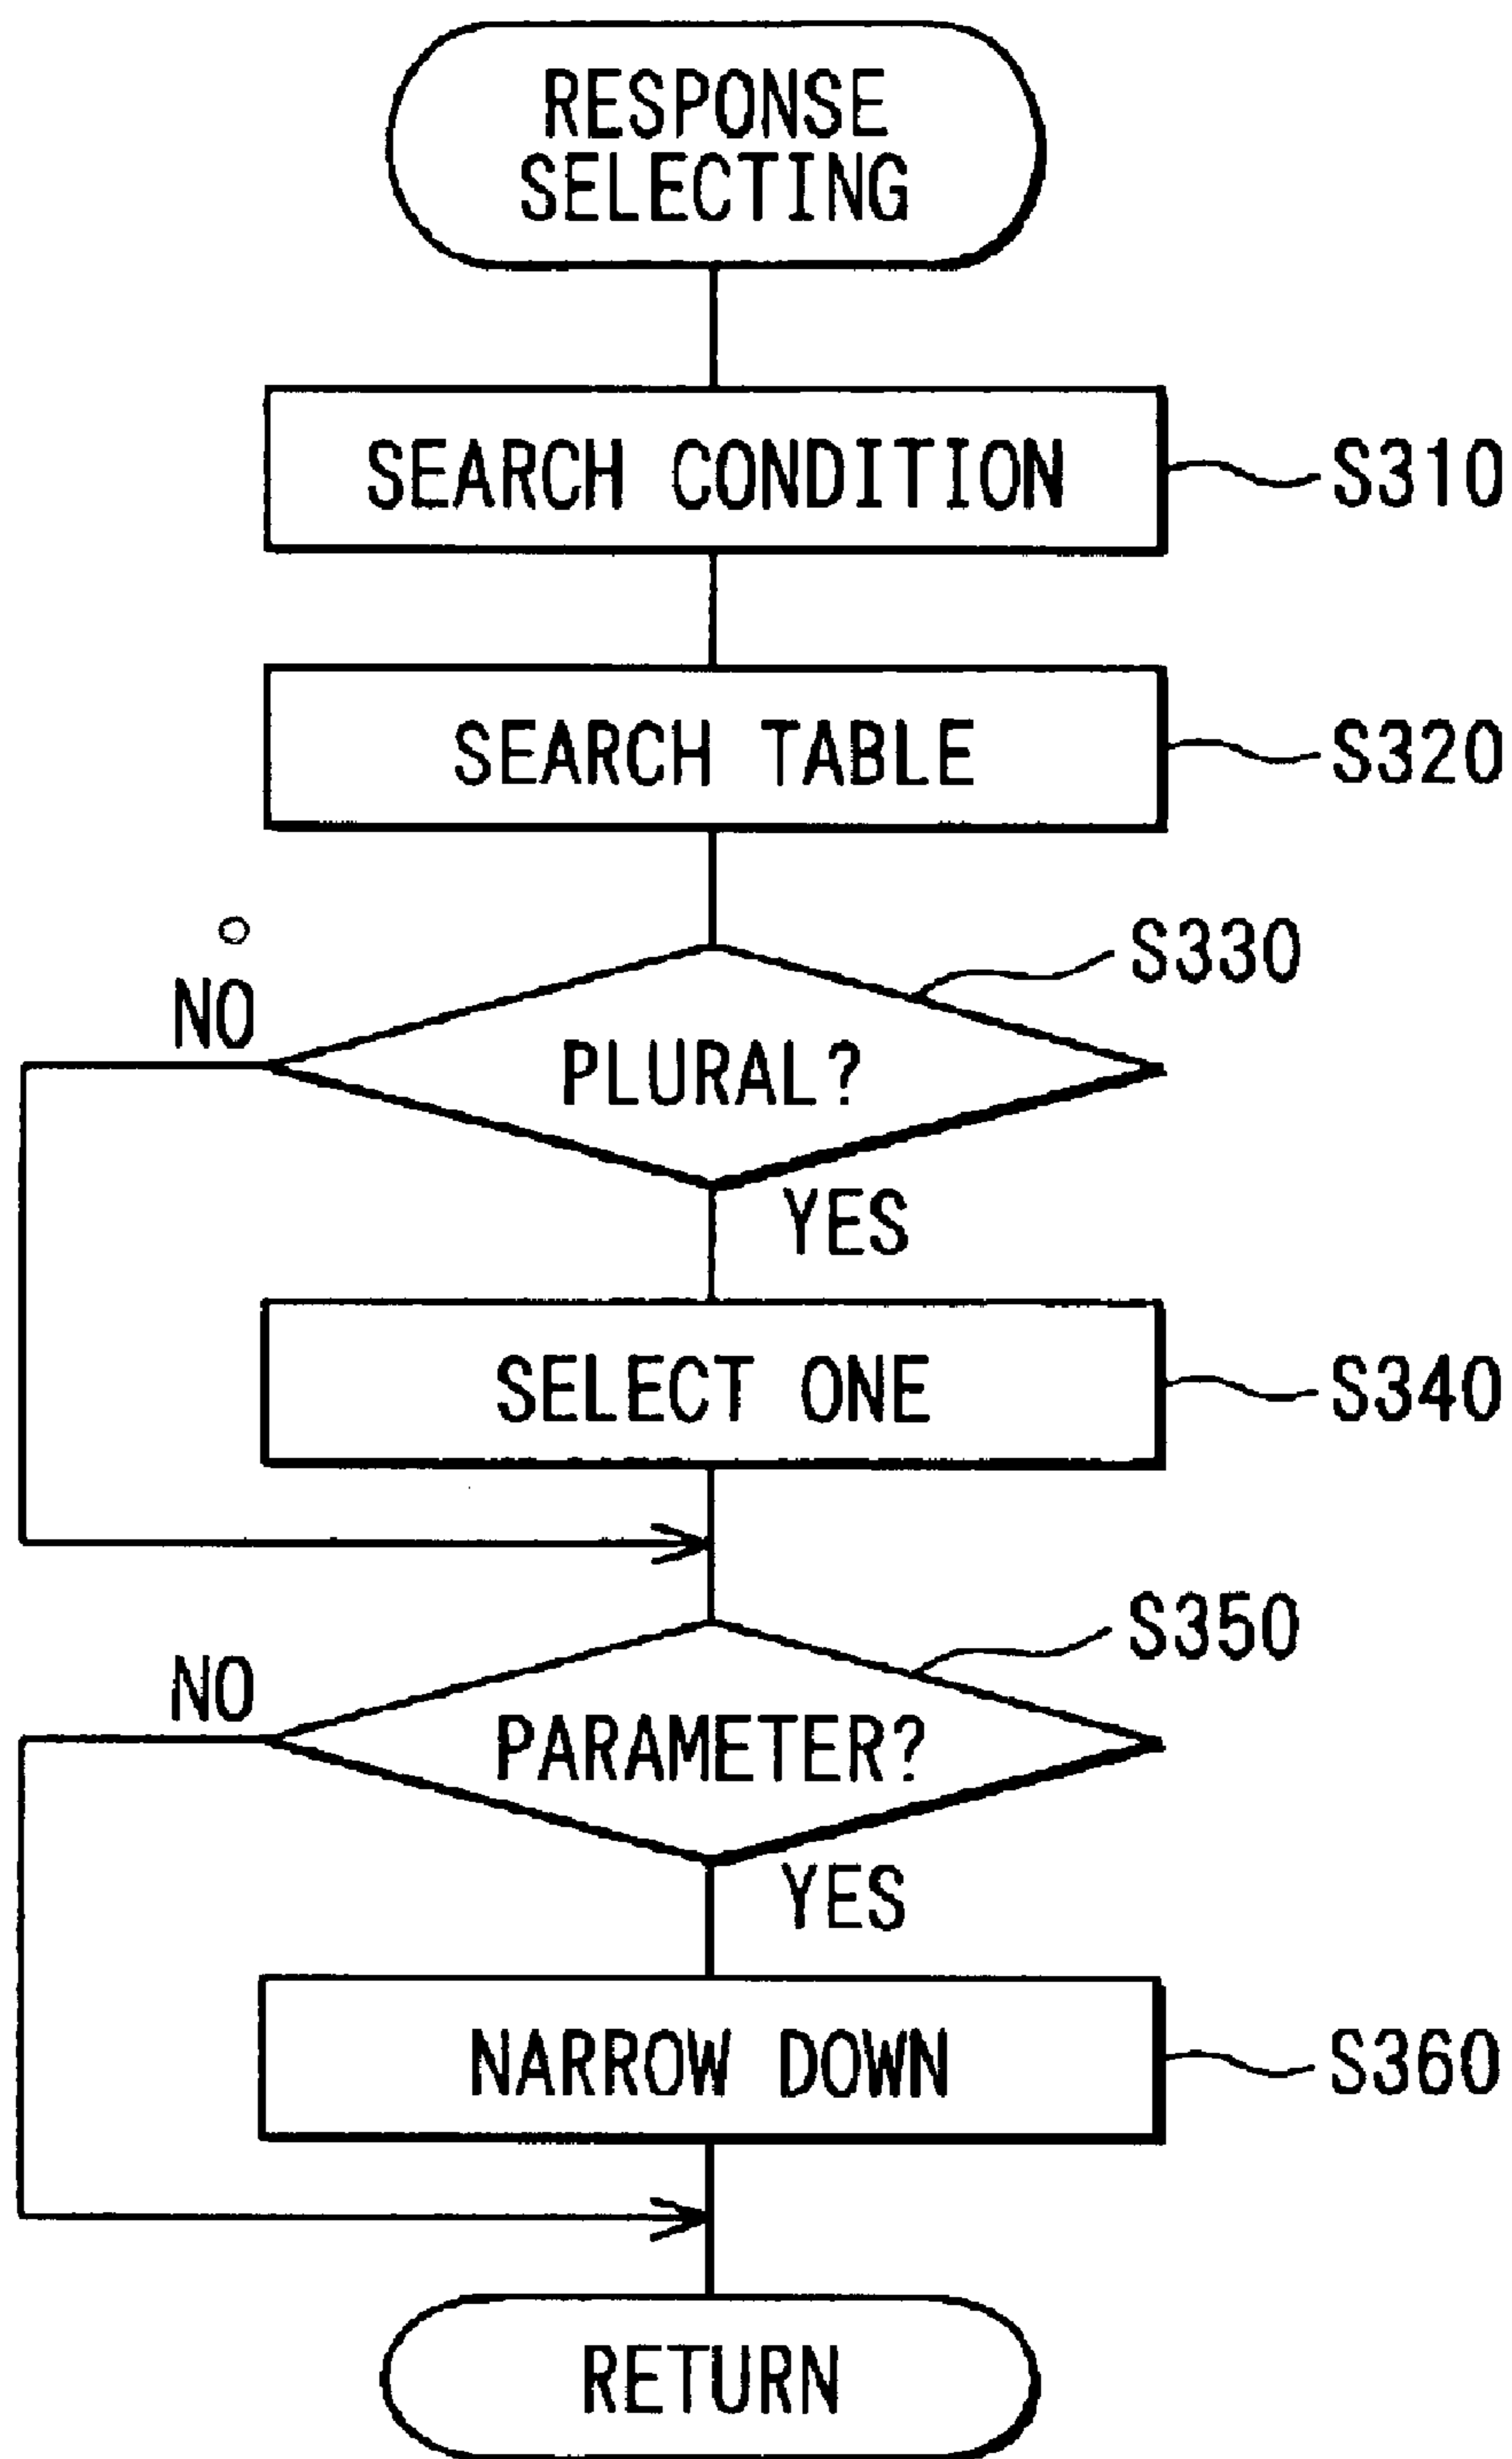 RESPONSE
SELECTING
SEARCH CONDITION
S310
SEARCH TABLE
S320
S330
NO
PLURAL?
YES
SELECT ONE
S340
S350
NO
PARAMETER?
YES
NARROW DOWN
S360
RETURN